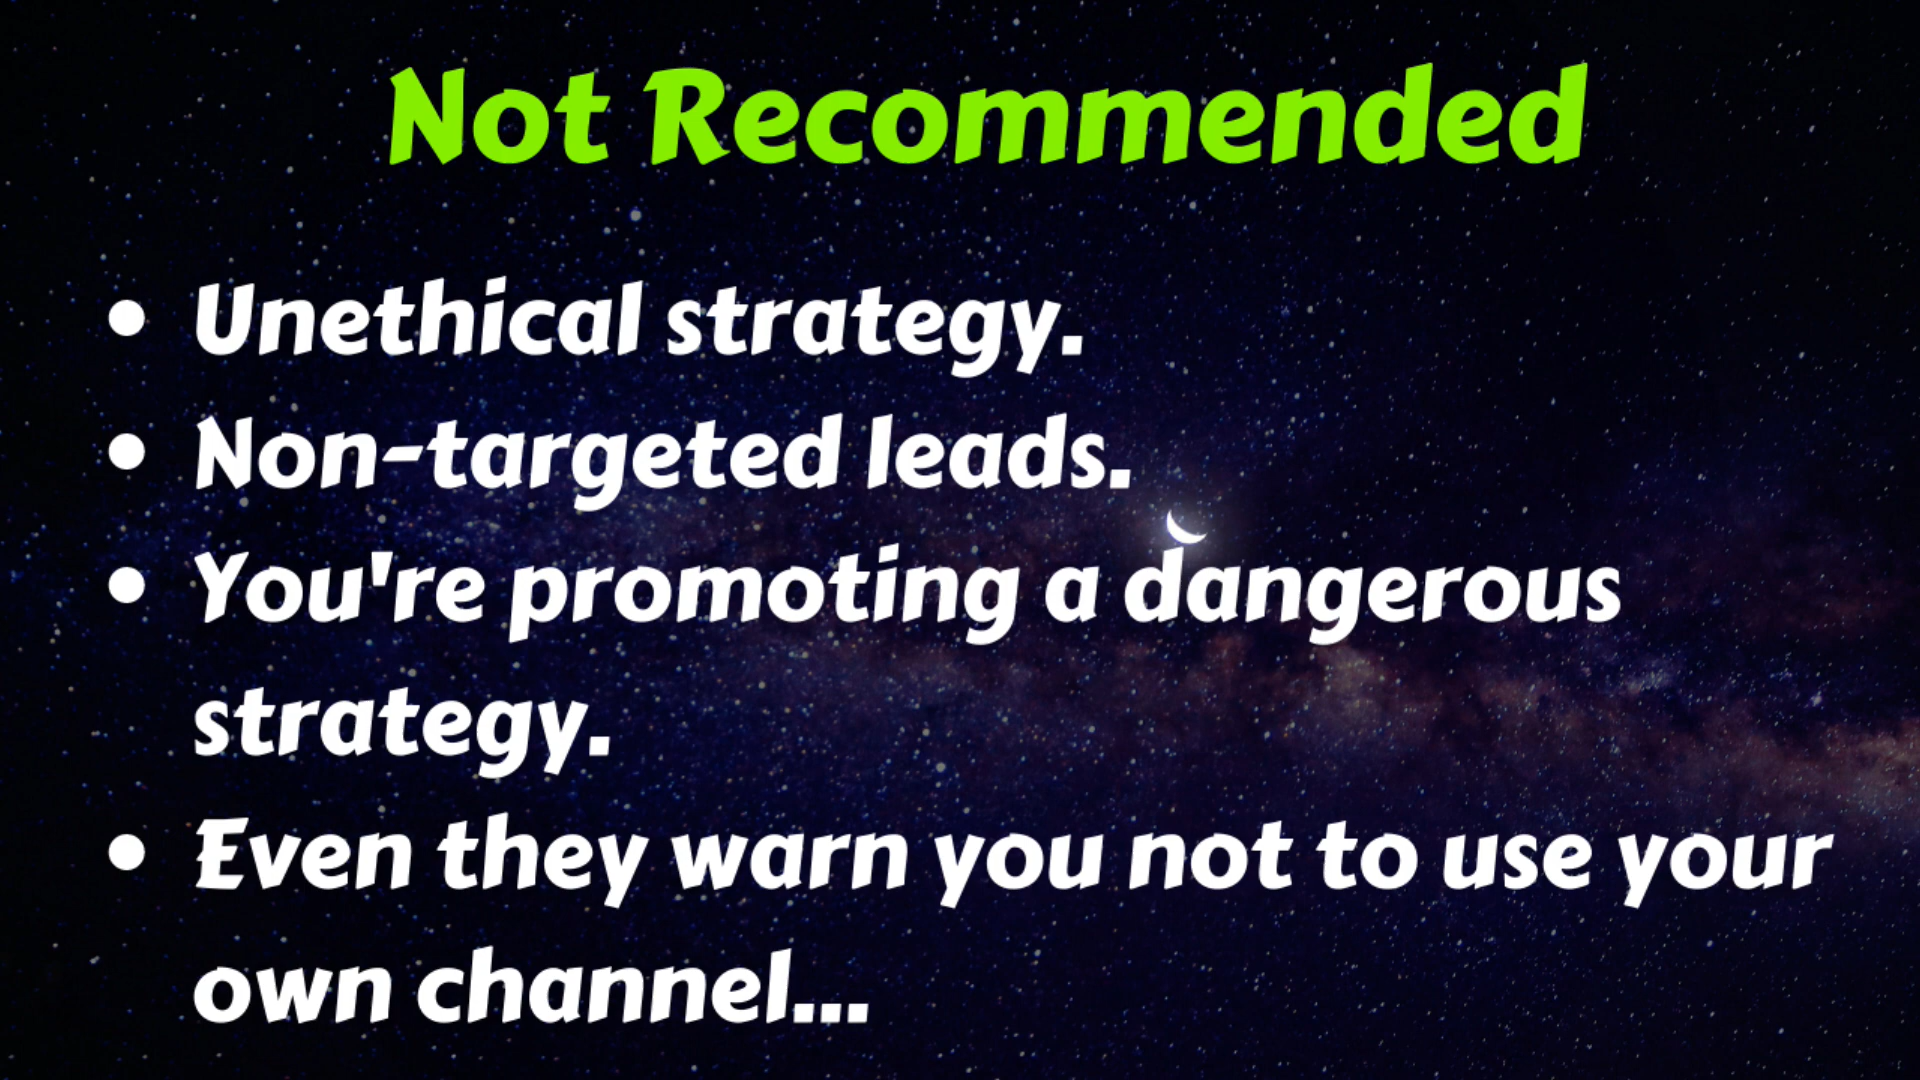 Not Recommended
• Unethical strategy.
• Non-targeted leads.
• You're promoting a dangerous
strategy.
• Even they warn you not to use your
own channel...